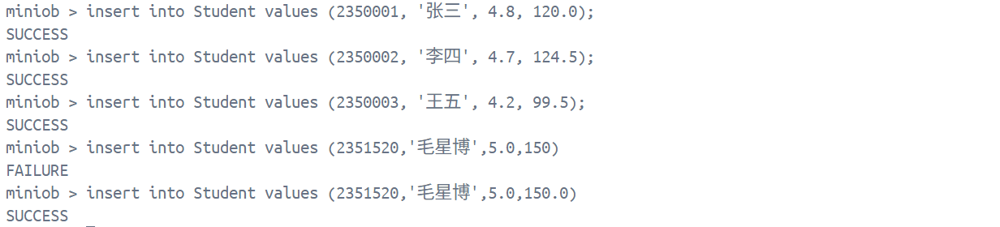 miniob > insert into Student values (2350001, '张三', 4.8, 120.0);
SUCCESS
miniob > insert into Student values (2350002, '李四', 4.7, 124.5);
SUCCESS
miniob > insert into Student values (2350003, '王五', 4.2, 99.5);
SUCCESS
miniob > insert into Student values (2351520,'毛星博',5.0,150)
FAILURE
miniob > insert into Student values (2351520,'毛星博',5.0,150.0)
SUCCESS